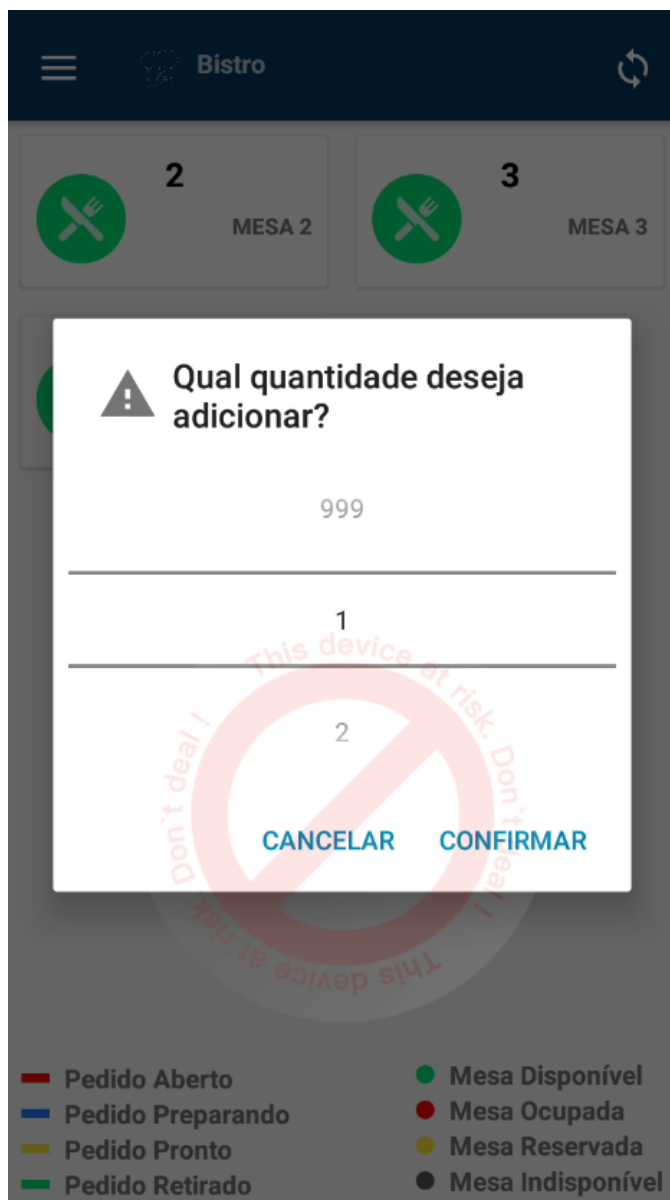 Bistro
2
MESA 2
3
MESA 3
Qual quantidade deseja
adicionar?
999
1
2
CANCELAR
CONFIRMAR
This device at risk. Don`t deal !
This device at risk. Don`t deal !
Pedido Aberto
Pedido Preparando
Pedido Pronto
Pedido Retirado
Mesa Disponível
Mesa Ocupada
Mesa Reservada
Mesa Indisponível